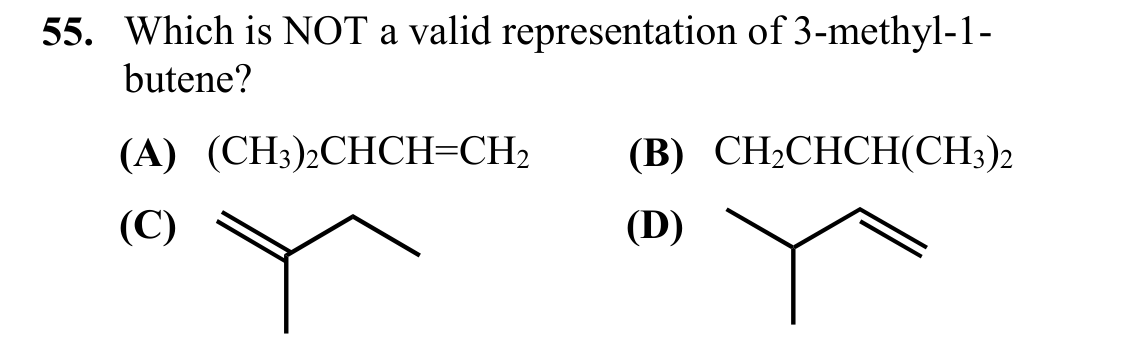 55. Which is NOT a valid representation of 3-methyl-1-
butene?
(A) (CH₃)₂CHCH=CH₂ (B) CH₂CHCH(CH₃)₂
(C) (D)